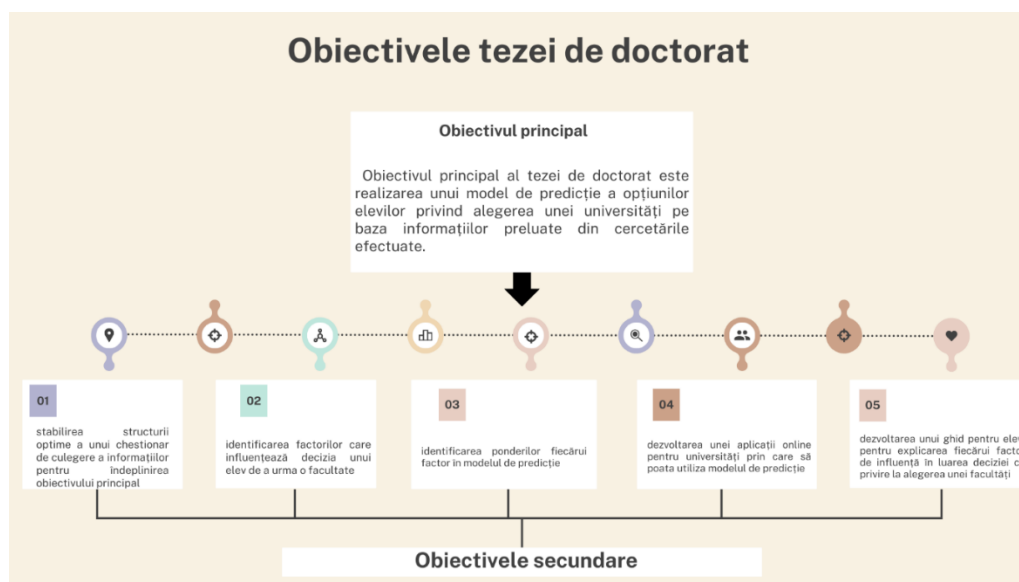 Obiectivele tezei de doctorat
Obiectivul principal
Obiectivul principal al tezei de doctorat este
realizarea unui model de predicție a opțiunilor
elevilor privind alegerea unei universități pe
baza informațiilor preluate din cercetările
efectuate.
01
stabilirea structurii
optime a unui chestionar
de culegere a informațiilor
pentru îndeplinirea
obiectivului principal
02
identificarea factorilor care
influențează decizia unui
elev de a urma o facultate
03
identificarea ponderilor fiecărui
factor în modelul de predicție
04
dezvoltarea unei aplicații online
pentru universități prin care să
poata utiliza modelul de predicție
05
dezvoltarea unui ghid pentru
pentru explicarea fiecărui
de influență în luarea deciziei
privire la alegerea unei facultăți
Obiectivele secundare